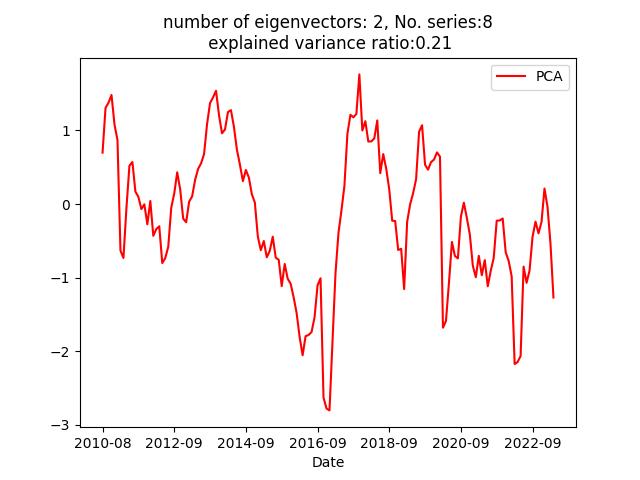 number of eigenvectors: 2, No. series:8
explained variance ratio:0.21
PCA
1
0
−1
−2
−3
2010-08 2012-09 2014-09 2016-09 2018-09 2020-09 2022-09
Date